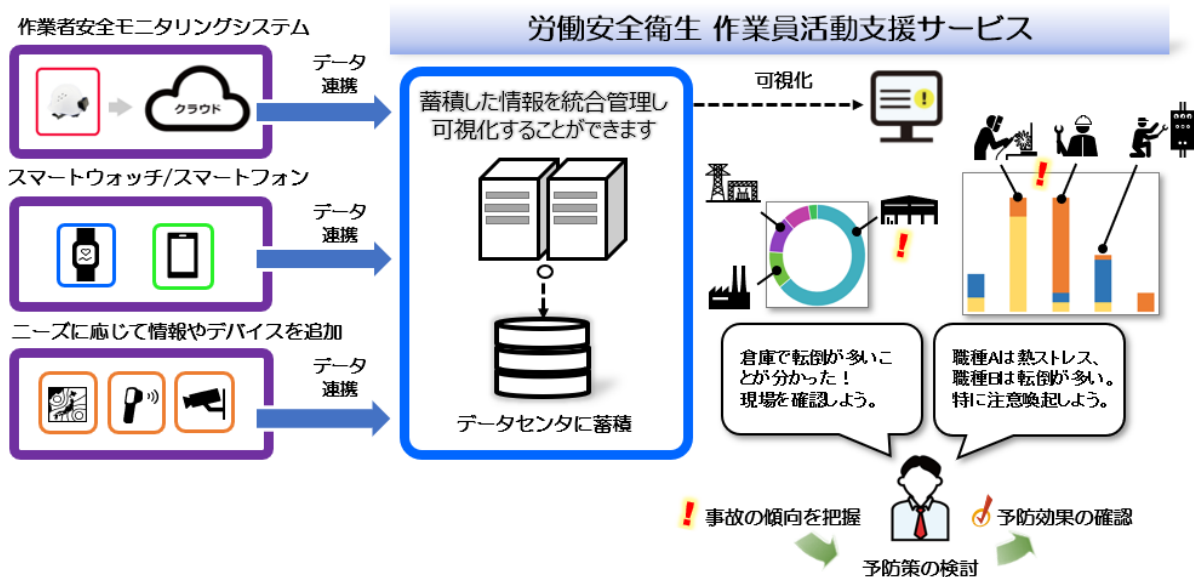 労働安全衛生 作業員活動支援サービス
作業者安全モニタリングシステム
クラウド
データ
連携
スマートウォッチ/スマートフォン
データ
連携
ニーズに応じて情報やデバイスを追加
データ
連携
蓄積した情報を統合管理し
可視化することができます
データセンタに蓄積
可視化
倉庫で転倒が多いこ
とが分かった！
現場を確認しよう。
職種Aは熱ストレス、
職種Bは転倒が多い。
特に注意喚起しよう。
事故の傾向を把握
予防策の検討
予防効果の確認